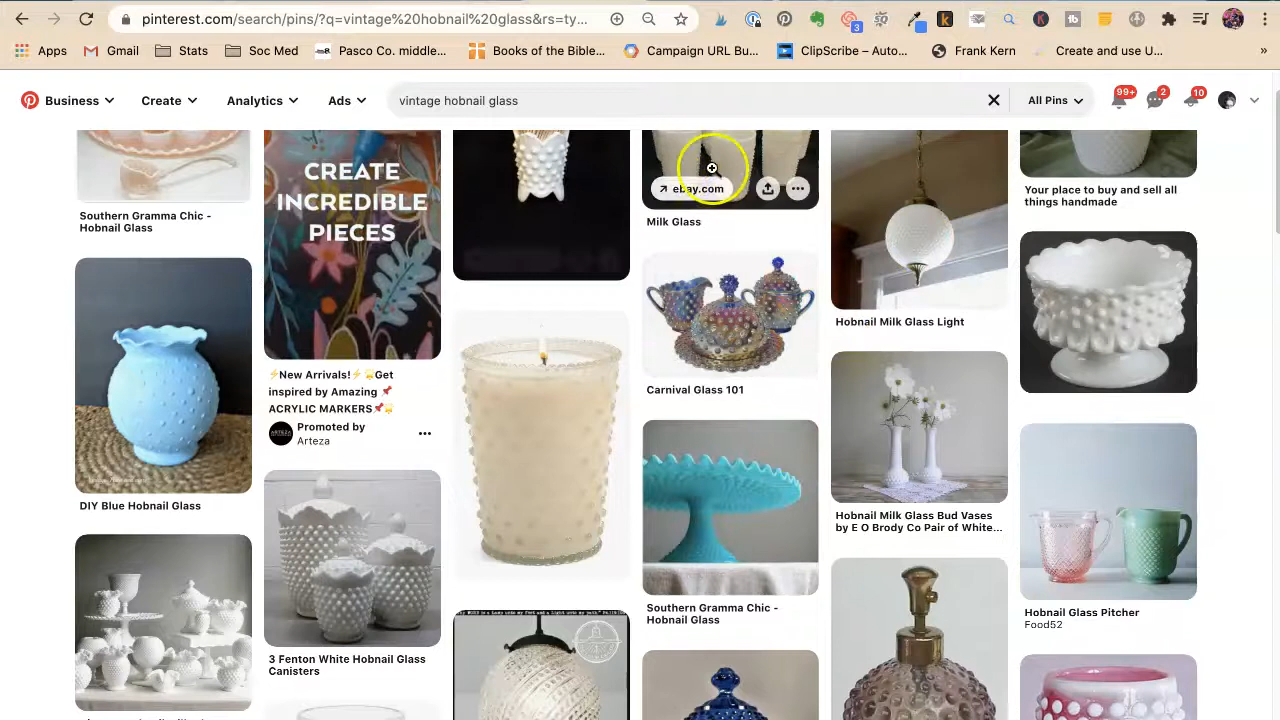 pinterest.com/search/pins/?q=vintage%20hobnail%20glass&rs=ty...
3
Apps
Gmail
Stats
Soc Med
Pasco Co. middle...
Books of the Bible...
Campaign URL Bu...
ClipScribe – Auto...
Frank Kern
Create and use U...
»
Business
Create
Analytics
Ads
vintage hobnail glass
All Pins
99+
2
10
Southern Gramma Chic -
Hobnail Glass
DIY Blue Hobnail Glass
CREATE
INCREDIBLE
PIECES
⚡New Arrivals!⚡🌟Get
inspired by Amazing 📌
ACRYLIC MARKERS📌🌟
ARTEZA
Promoted by
Arteza
3 Fenton White Hobnail Glass
Canisters
ebay.com
Milk Glass
Carnival Glass 101
Southern Gramma Chic -
Hobnail Glass
Hobnail Milk Glass Light
Hobnail Milk Glass Bud Vases
by E O Brody Co Pair of White...
Your place to buy and sell all
things handmade
Hobnail Glass Pitcher
Food52